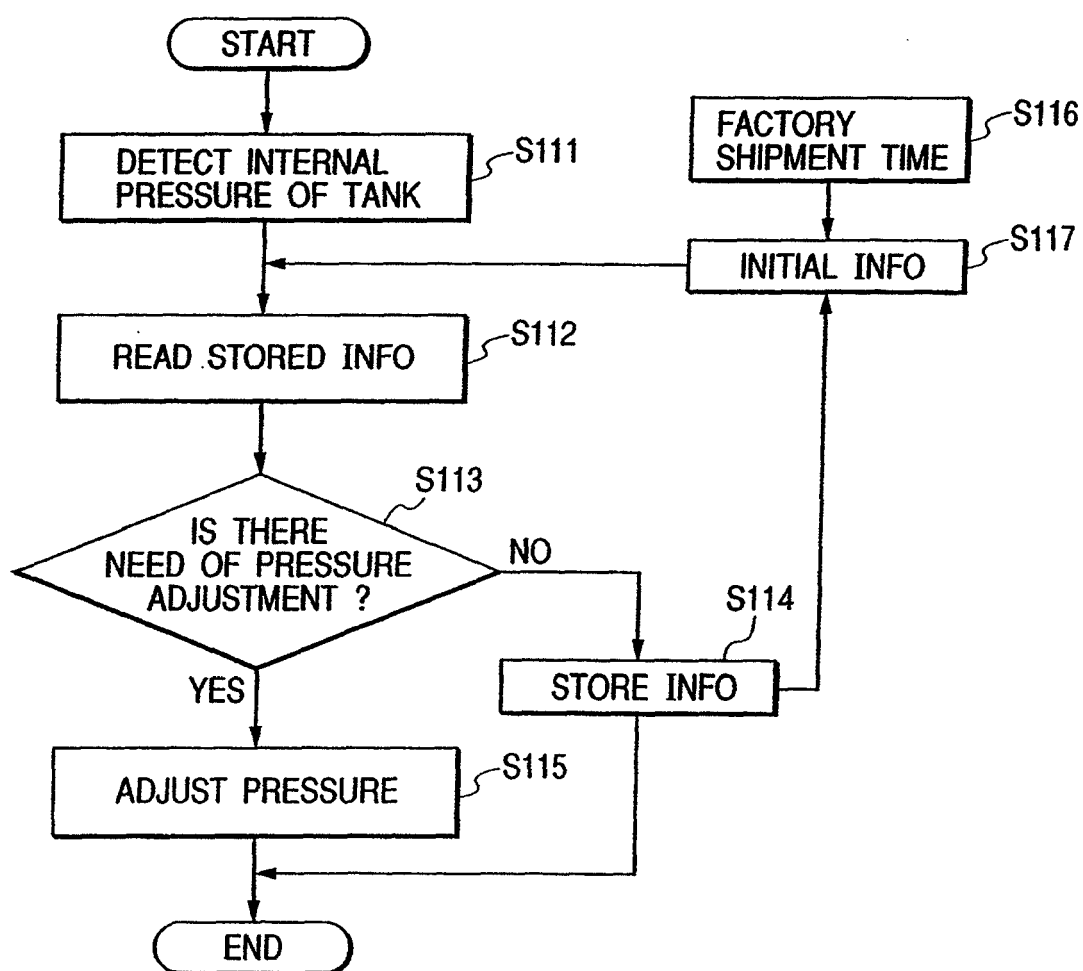 START
DETECT INTERNAL
PRESSURE OF TANK
S111
FACTORY
SHIPMENT TIME
S116
INITIAL INFO
S117
READ STORED INFO
S112
IS THERE
NEED OF PRESSURE
ADJUSTMENT ?
S113
NO
YES
STORE INFO
S114
ADJUST PRESSURE
S115
END